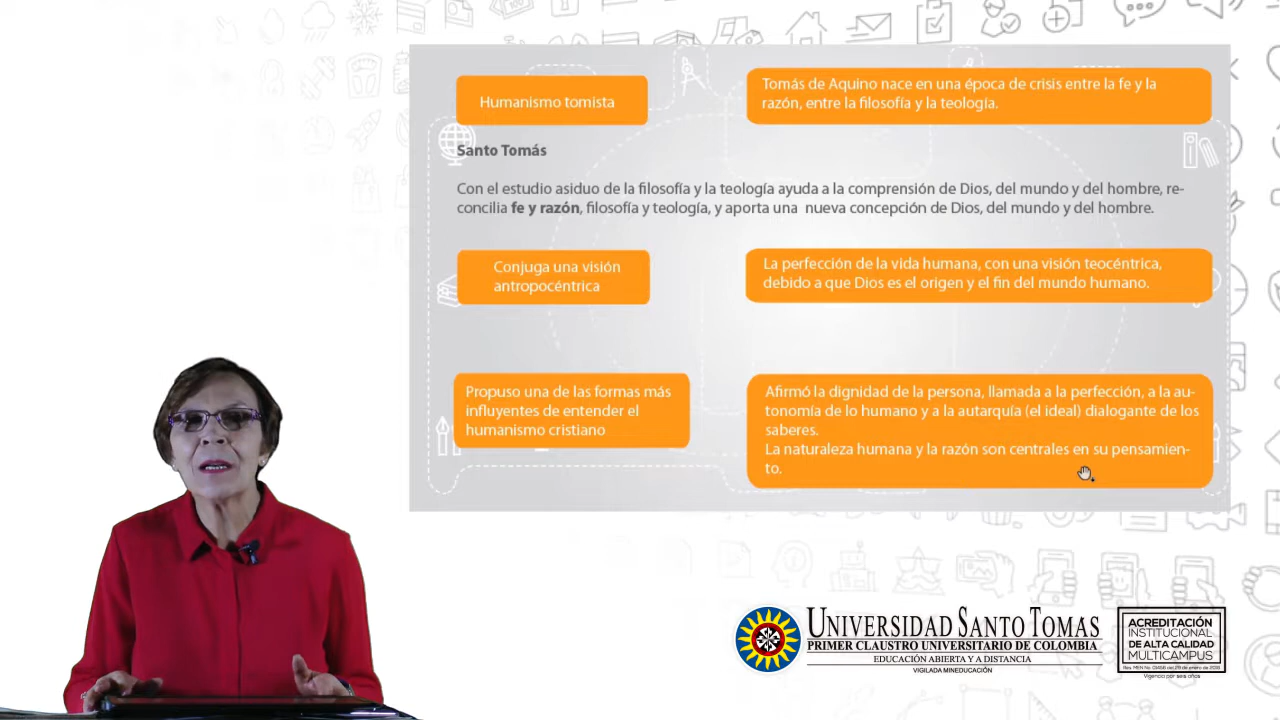 Humanismo tomista
Tomás de Aquino nace en una época de crisis entre la fe y la
razón, entre la filosofía y la teología.
Santo Tomás
Con el estudio asiduo de la filosofía y la teología ayuda a la comprensión de Dios, del mundo y del hombre, re-
concilia fe y razón, filosofía y teología, y aporta una nueva concepción de Dios, del mundo y del hombre.
Conjuga una visión
antropocéntrica
La perfección de la vida humana, con una visión teocéntrica,
debido a que Dios es el origen y el fin del mundo humano.
Propuso una de las formas más
influyentes de entender el
humanismo cristiano
Afirmó la dignidad de la persona, llamada a la perfección, a la au-
tonomía de lo humano y a la autarquía (el ideal) dialogante de los
saberes.
La naturaleza humana y la razón son centrales en su pensamien-
to.
UNIVERSIDAD SANTO TOMAS
PRIMER CLAUSTRO UNIVERSITARIO DE COLOMBIA
EDUCACIÓN ABIERTA Y A DISTANCIA
VIGILADA MINEDUCACIÓN
ACREDITACIÓN
INSTITUCIONAL
DE ALTA CALIDAD
MULTICAMPUS
Vigencia por seis años